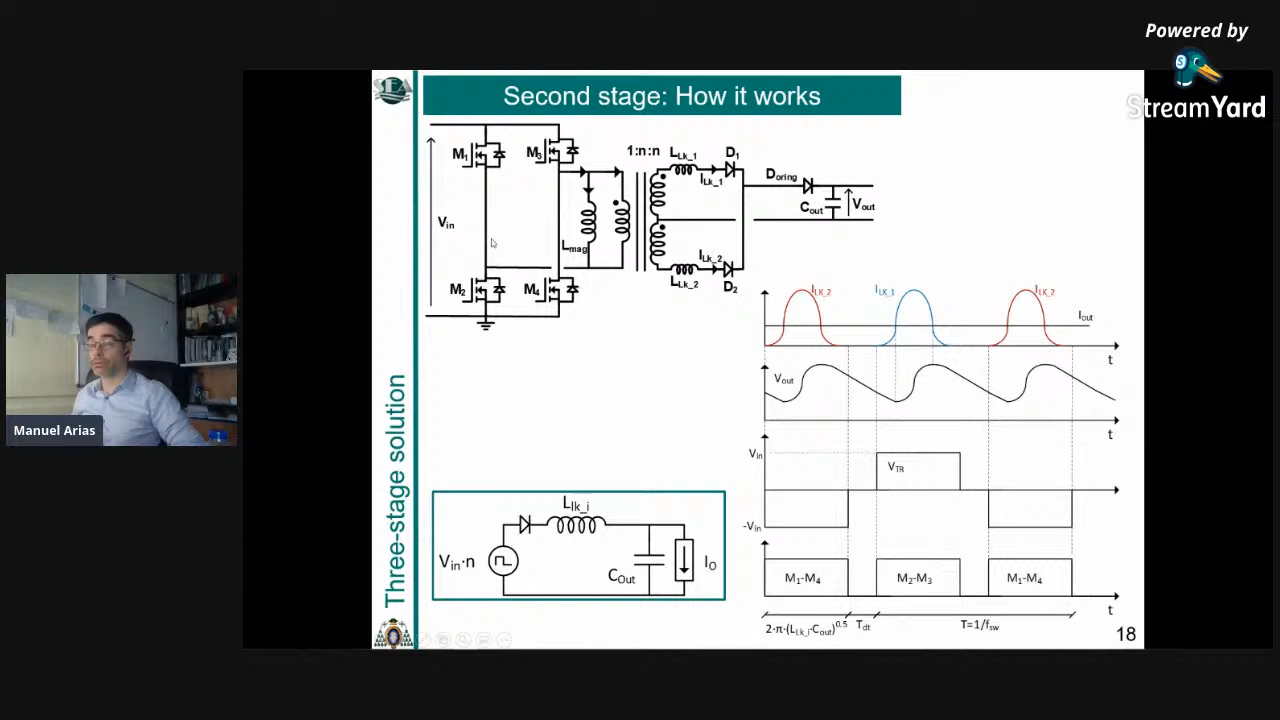 Powered by
StreamYard
SEA
Second stage: How it works
M1
M3
1:n:n
LLk_1
D1
ILk_1
Doring
Cout
Vout
Vin
Lmag
ILk_2
M2
M4
LLk_2
D2
ILK_2
ILK_1
ILK_2
Iout
t
Vout
t
Vin
VTR
-Vin
M1-M4
M2-M3
M1-M4
t
2·π·(LLk_i·Cout)^0.5
Tdt
T=1/fsw
Llk_i
Vin·n
COut
IO
Three-stage solution
18
Manuel Arias